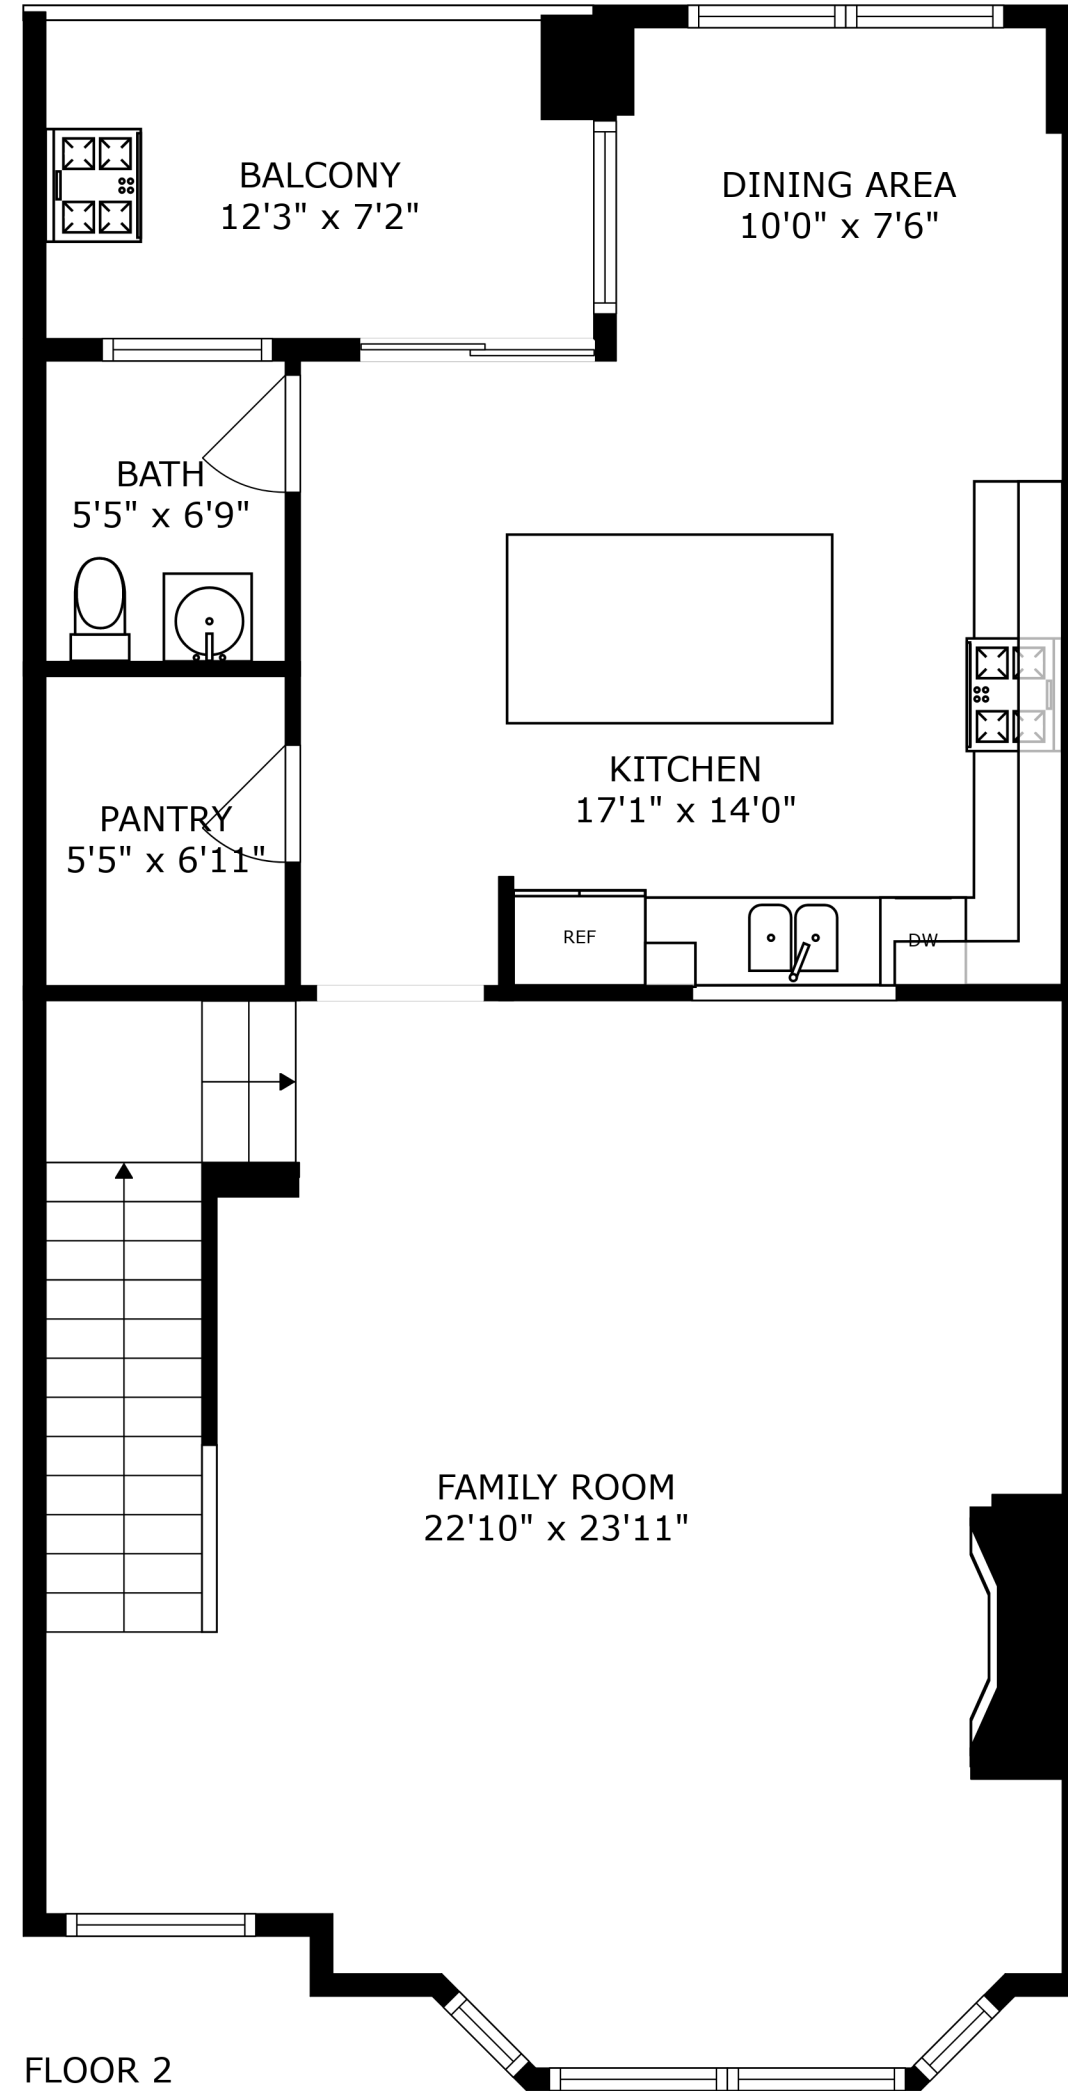 BALCONY
12'3" x 7'2"
DINING AREA
10'0" x 7'6"
BATH
5'5" x 6'9"
KITCHEN
17'1" x 14'0"
PANTRY
5'5" x 6'11"
REF
DW
FAMILY ROOM
22'10" x 23'11"
FLOOR 2